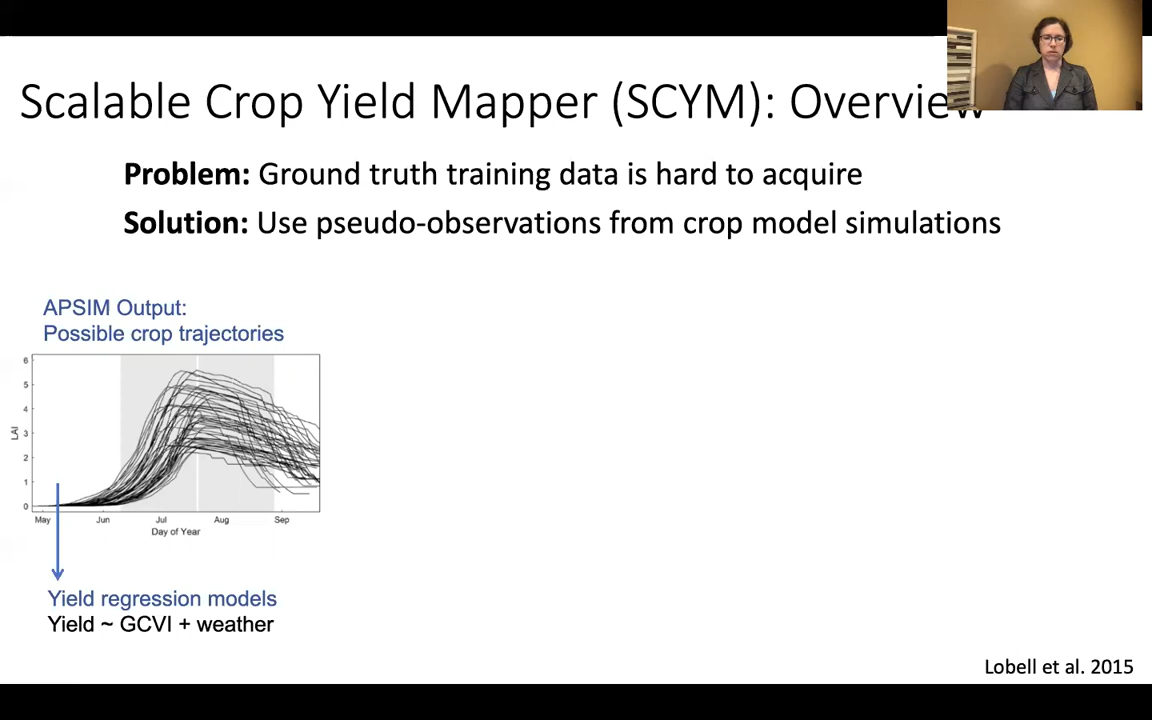 Scalable Crop Yield Mapper (SCYM): Overview
Problem: Ground truth training data is hard to acquire
Solution: Use pseudo-observations from crop model simulations
APSIM Output:
Possible crop trajectories
6
5
4
3
2
1
0
LAI
May Jun Jul Aug Sep
Day of Year
Yield regression models
Yield ~ GCVI + weather
Lobell et al. 2015